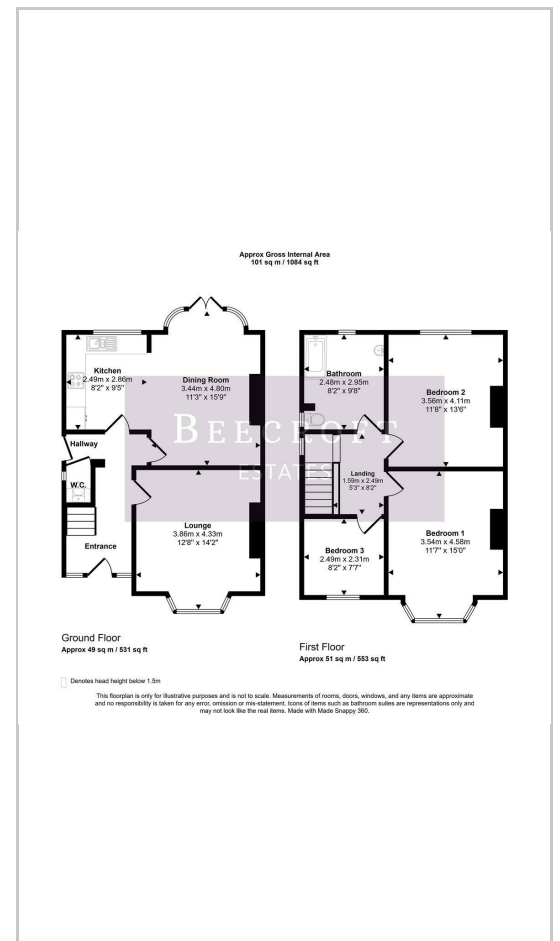 Approx Gross Internal Area
101 sq m / 1084 sq ft
Kitchen
2.49m x 2.86m
8'2" x 9'5"
Dining Room
3.44m x 4.80m
11'3" x 15'9"
Hallway
W.C.
Lounge
3.86m x 4.33m
12'8" x 14'2"
Entrance
Bathroom
2.48m x 2.95m
8'2" x 9'8"
Bedroom 2
3.56m x 4.11m
11'8" x 13'6"
Landing
1.59m x 2.49m
5'3" x 8'2"
Bedroom 3
2.49m x 2.31m
8'2" x 7'7"
Bedroom 1
3.54m x 4.58m
11'7" x 15'0"
BEECROFT
ESTATES
Ground Floor
Approx 49 sq m / 531 sq ft
First Floor
Approx 51 sq m / 553 sq ft
Denotes head height below 1.5m
This floorplan is only for illustrative purposes and is not to scale. Measurements of rooms, doors, windows, and any items are approximate
and no responsibility is taken for any error, omission or mis-statement. Icons of items such as bathroom suites are representations only and
may not look like the real items. Made with Made Snappy 360.